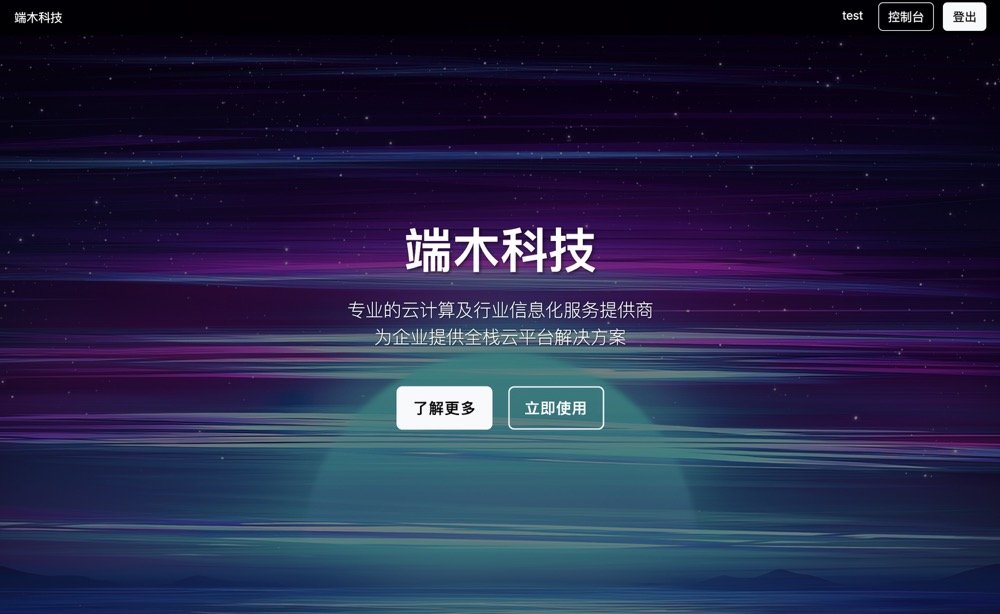 端木科技
test 控制台 登出
端木科技
专业的云计算及行业信息化服务提供商
为企业提供全栈云平台解决方案
了解更多 立即使用